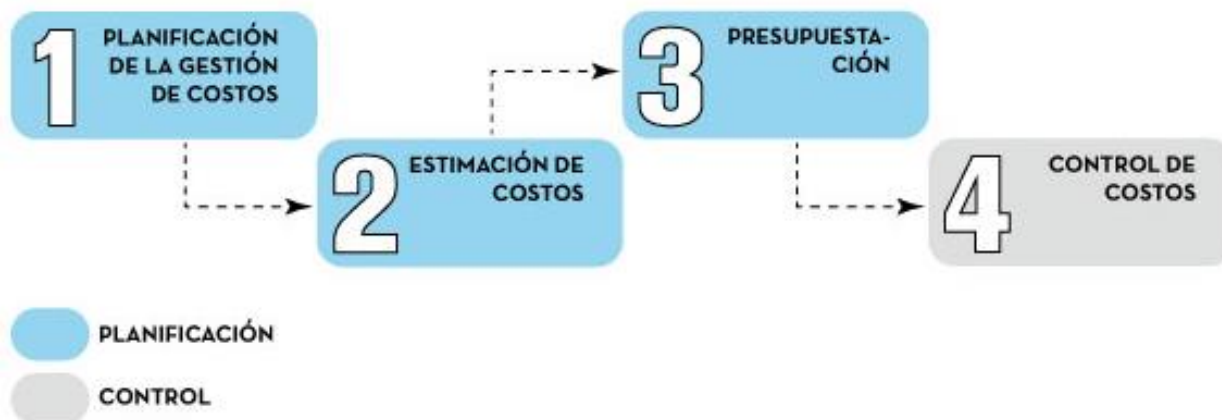 1
PLANIFICACIÓN
DE LA GESTIÓN
DE COSTOS
2
ESTIMACIÓN DE
COSTOS
3
PRESUPUESTA-
CIÓN
4
CONTROL DE
COSTOS
PLANIFICACIÓN
CONTROL